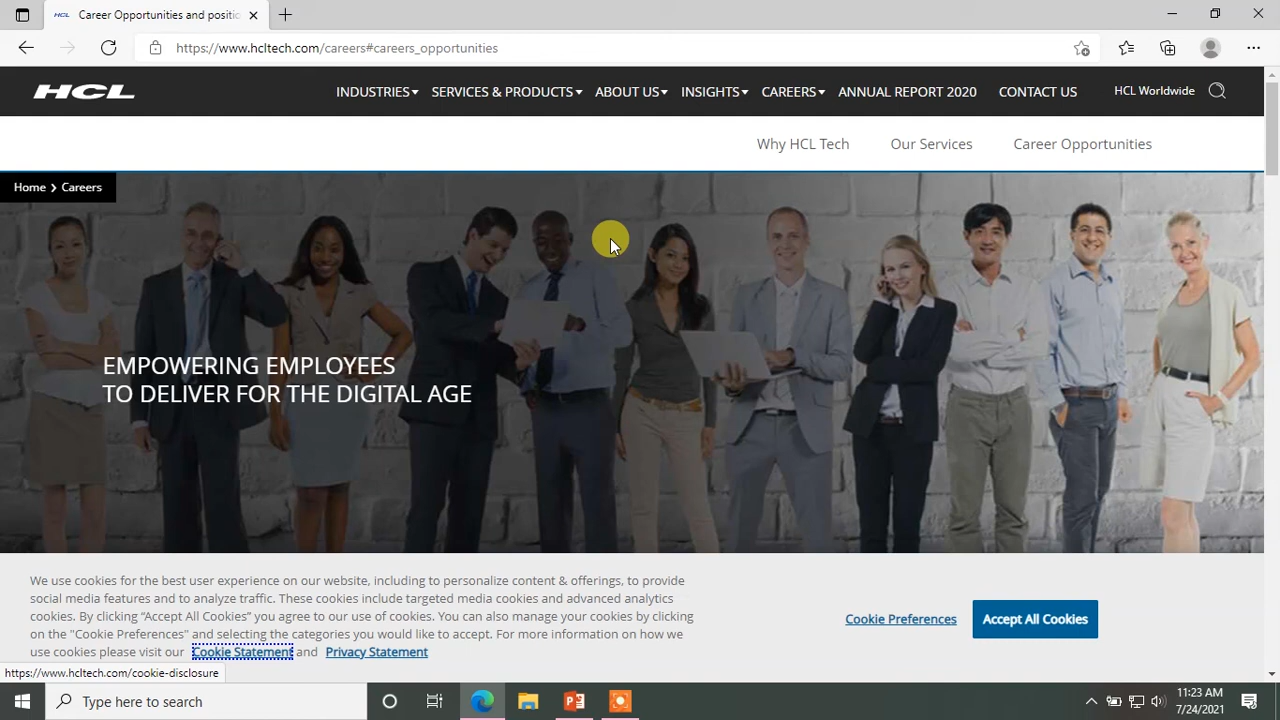 Career Opportunities and positio
https://www.hcltech.com/careers#careers_opportunities
HCL
INDUSTRIES
SERVICES & PRODUCTS
ABOUT US
INSIGHTS
CAREERS
ANNUAL REPORT 2020
CONTACT US
HCL Worldwide
Why HCL Tech
Our Services
Career Opportunities
Home > Careers
EMPOWERING EMPLOYEES
TO DELIVER FOR THE DIGITAL AGE
We use cookies for the best user experience on our website, including to personalize content & offerings, to provide
social media features and to analyze traffic. These cookies include targeted media cookies and advanced analytics
cookies. By clicking “Accept All Cookies” you agree to our use of cookies. You can also manage your cookies by clicking
on the "Cookie Preferences" and selecting the categories you would like to accept. For more information on how we
use cookies please visit our Cookie Statement and Privacy Statement
Cookie Preferences
Accept All Cookies
https://www.hcltech.com/cookie-disclosure
Type here to search
11:23 AM
7/24/2021